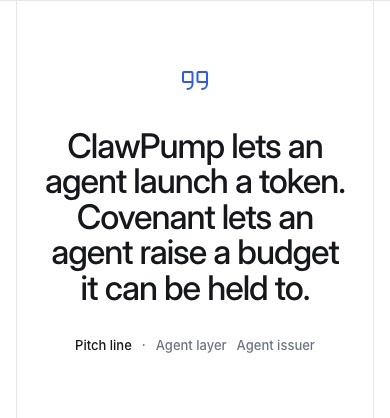 ClawPump lets an
agent launch a token.
Covenant lets an
agent raise a budget
it can be held to.
Pitch line · Agent layer Agent issuer